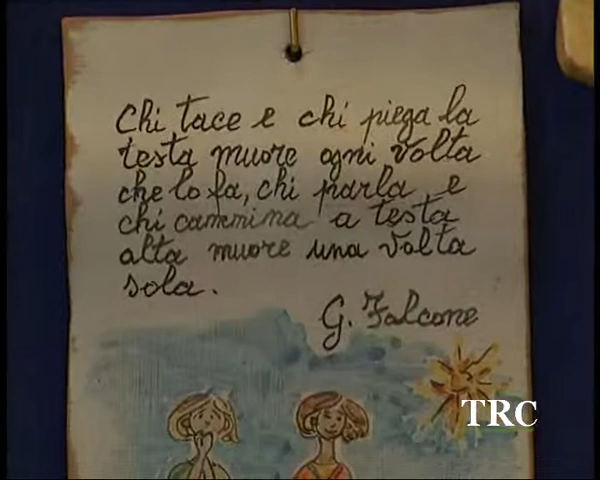 Chi tace e chi piega la
testa muore ogni volta
che lo fa, chi parla e
chi cammina a testa
alta muore una volta
sola.
G. Falcone
TRC